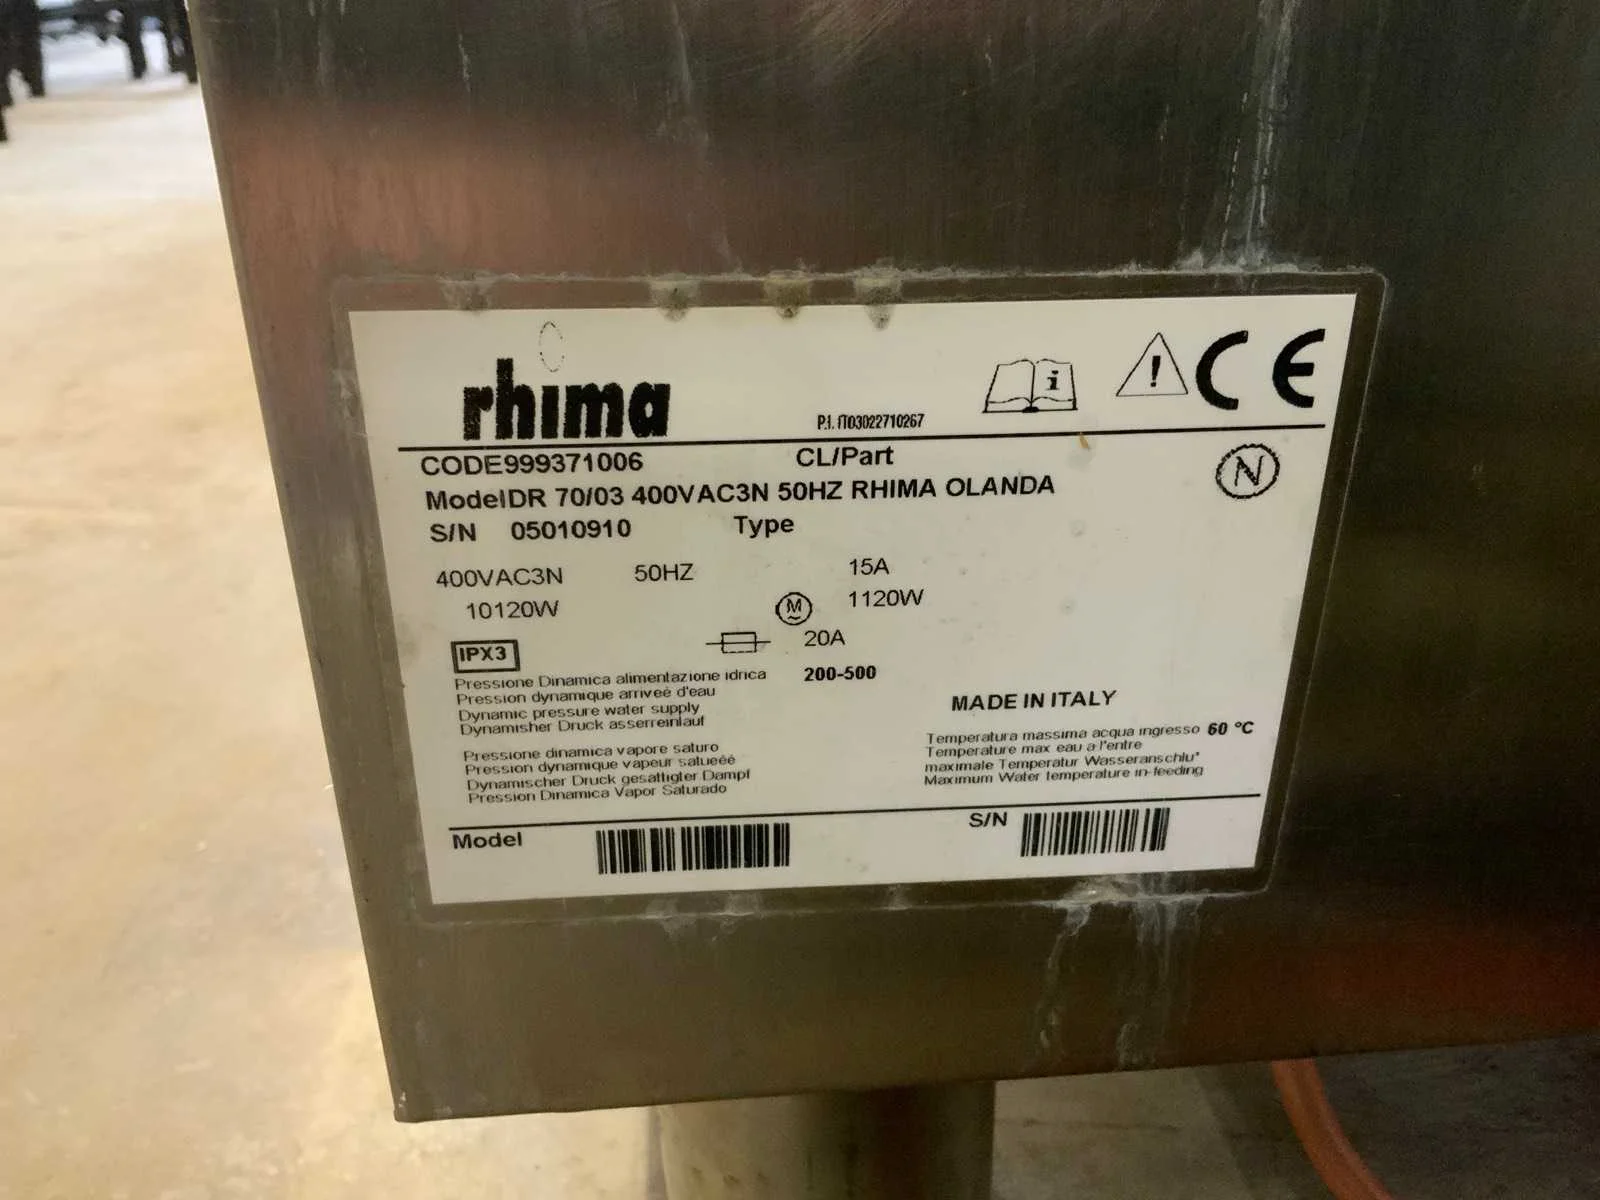 rhima
P.I. IT03022710267
i
!
CE
CODE999371006 CL/Part
N
ModelDR 70/03 400VAC3N 50HZ RHIMA OLANDA
S/N 05010910 Type
400VAC3N 50HZ 15A
10120W M 1120W
20A
IPX3
Pressione Dinamica alimentazione idrica 200-500
Pression dynamique arriveé d'eau
Dynamic pressure water supply
Dynamisher Druck asserreinlauf
MADE IN ITALY
Temperatura massima acqua ingresso 60 °C
Temperature max eau a l'entre
maximale Temperatur Wasseranschlu*
Maximum Water temperature in-feeding
Pressione dinamica vapore saturo
Pression dynamique vapeur satueéé
Dynamischer Druck gesattigter Dampf
Pression Dinamica Vapor Saturado
Model S/N